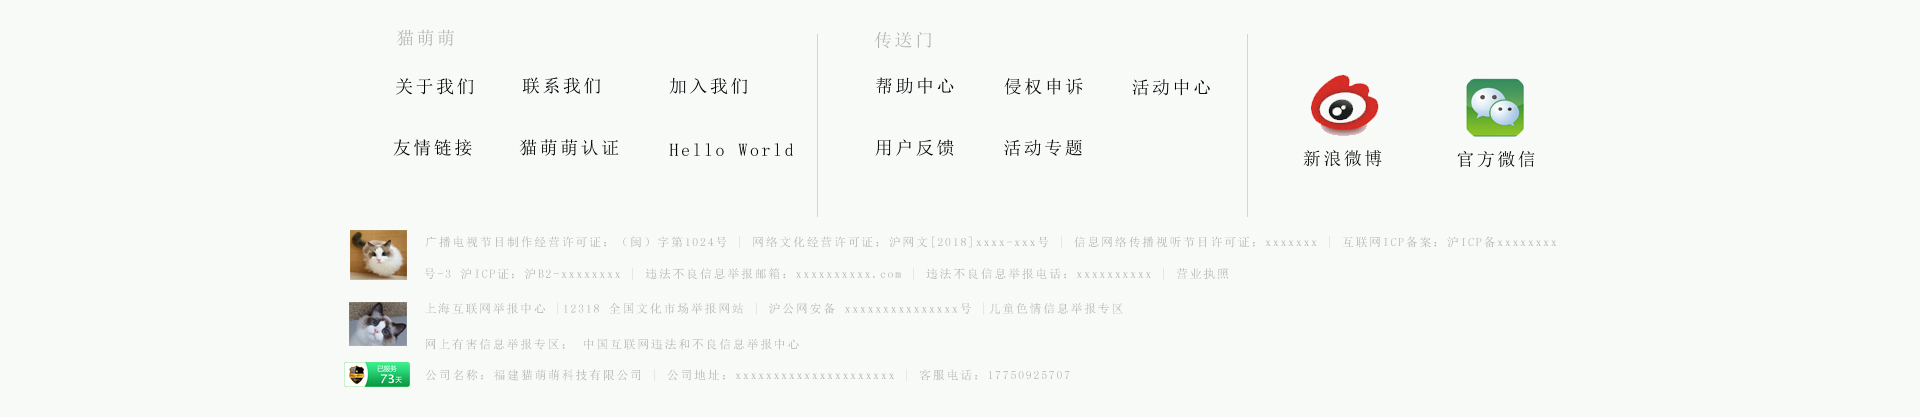 猫萌萌
关于我们 联系我们 加入我们
友情链接 猫萌萌认证 Hello World
传送门
帮助中心 侵权申诉 活动中心
用户反馈 活动专题
新浪微博 官方微信
广播电视节目制作经营许可证：（闽）字第1024号 | 网络文化经营许可证：沪网文[2018]xxxx-xxx号 | 信息网络传播视听节目许可证：xxxxxxx | 互联网ICP备案：沪ICP备xxxxxxxx
号-3 沪ICP证：沪B2-xxxxxxxx | 违法不良信息举报邮箱：xxxxxxxxxx.com | 违法不良信息举报电话：xxxxxxxxxx | 营业执照
上海互联网举报中心 |12318 全国文化市场举报网站 | 沪公网安备 xxxxxxxxxxxxxxx号 |儿童色情信息举报专区
网上有害信息举报专区： 中国互联网违法和不良信息举报中心
已服务
73天
公司名称：福建猫萌萌科技有限公司 | 公司地址：xxxxxxxxxxxxxxxxxxxxx | 客服电话：17750925707